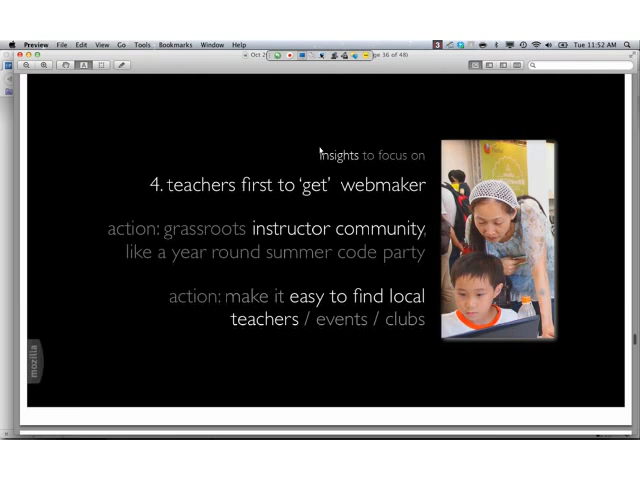 Preview File Edit View Go Tools Bookmarks Window Help
3
Tue 11:52 AM
Oct 2
ge 36 of 48)
insights to focus on
4. teachers first to ‘get’ webmaker
action: grassroots instructor community,
like a year round summer code party
action: make it easy to find local
teachers / events / clubs
mozilla